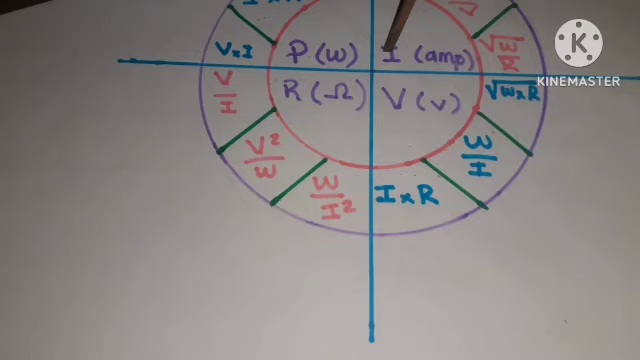 P (w) I (amp)
R (Ω) V (v)
V×I
V/I
V²/W
W/I²
I×R
W/I
√W×R
√W/R
KINEMASTER